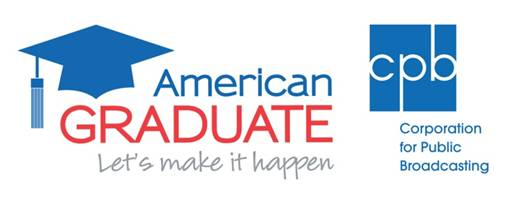 American
GRADUATE
Let's make it happen
cpb
Corporation
for Public
Broadcasting